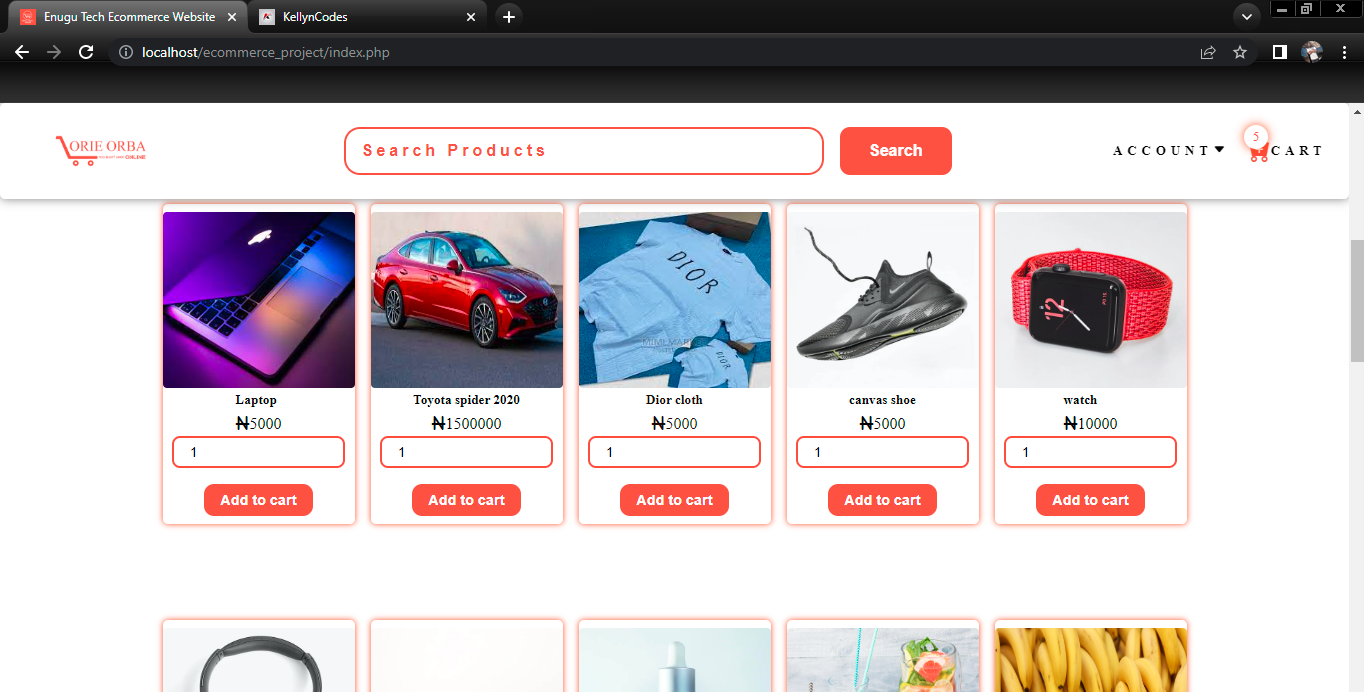 Enugu Tech Ecommerce Website
KellynCodes
localhost/ecommerce_project/index.php
ORIE ORBA
ONLINE
Search Products
Search
ACCOUNT
5
CART
DIOR
12
Laptop
Toyota spider 2020
Dior cloth
canvas shoe
watch
₦5000
₦1500000
₦5000
₦5000
₦10000
1
1
1
1
1
Add to cart
Add to cart
Add to cart
Add to cart
Add to cart